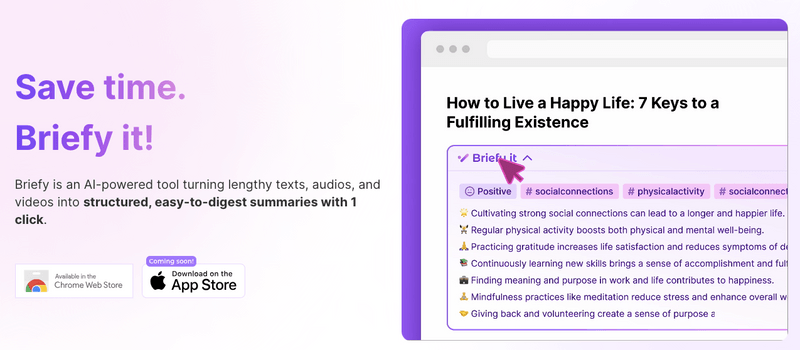 Save time.
Briefy it!
Briefy is an AI-powered tool turning lengthy texts, audios, and
videos into structured, easy-to-digest summaries with 1
click.
Available in the
Chrome Web Store
Coming soon!
Download on the
App Store
How to Live a Happy Life: 7 Keys to a
Fulfilling Existence
Briefy it
Positive
# socialconnections
# physicalactivity
# socialconnect
Cultivating strong social connections can lead to a longer and happier life.
Regular physical activity boosts both physical and mental well-being.
Practicing gratitude increases life satisfaction and reduces symptoms of de
Continuously learning new skills brings a sense of accomplishment and fulf
Finding meaning and purpose in work and life contributes to happiness.
Mindfulness practices like meditation reduce stress and enhance overall w
Giving back and volunteering create a sense of purpose a